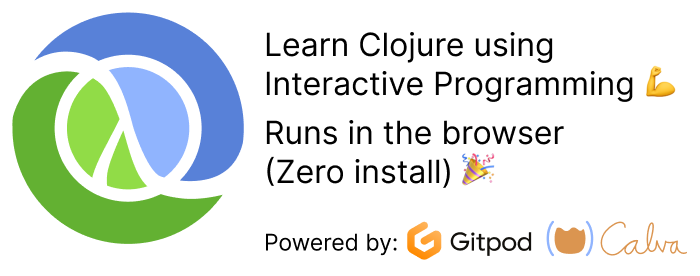 Learn Clojure using
Interactive Programming 💪
Runs in the browser
(Zero install) 🎉
Powered by: Gitpod Calva